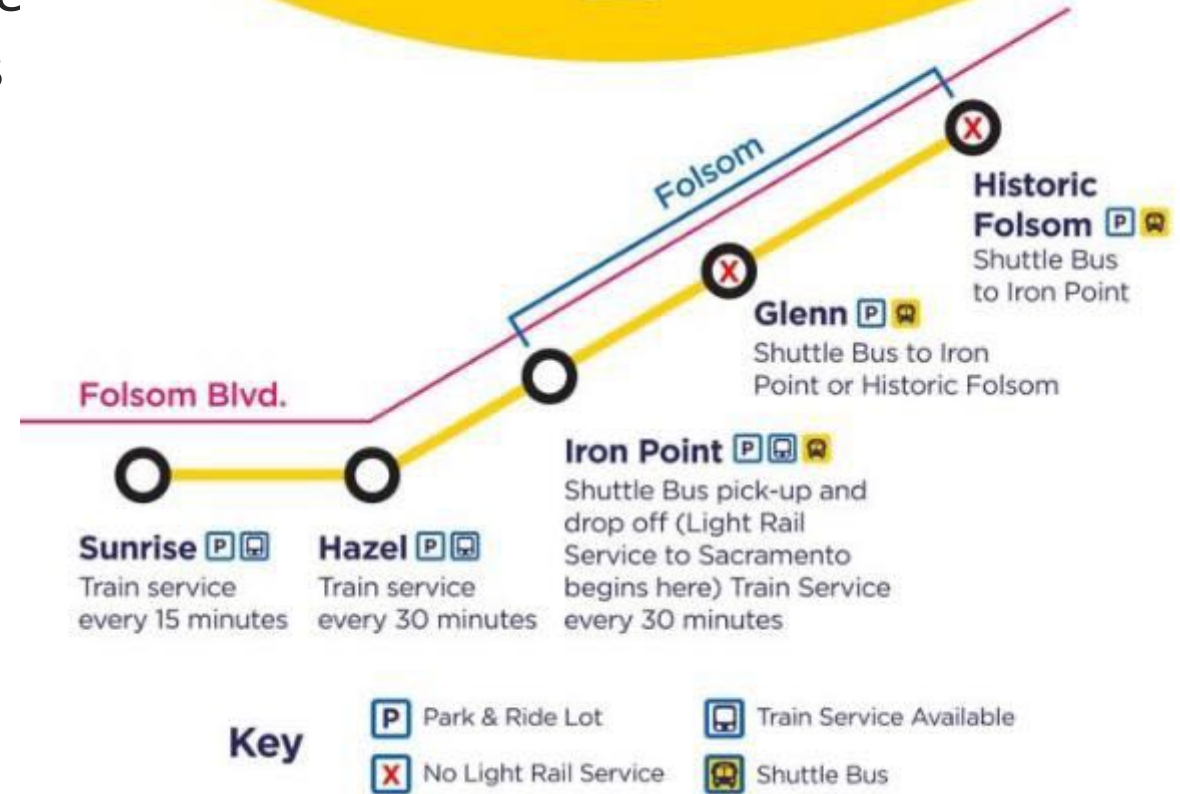 Folsom
Historic
Folsom P
Shuttle Bus
to Iron Point
X
X
Glenn P
Shuttle Bus to Iron
Point or Historic Folsom
Folsom Blvd.
Iron Point P
Shuttle Bus pick-up and
drop off (Light Rail
Service to Sacramento
begins here) Train Service
every 30 minutes
Sunrise P
Train service
every 15 minutes
Hazel P
Train service
every 30 minutes
Key
P Park & Ride Lot
Train Service Available
X No Light Rail Service
Shuttle Bus